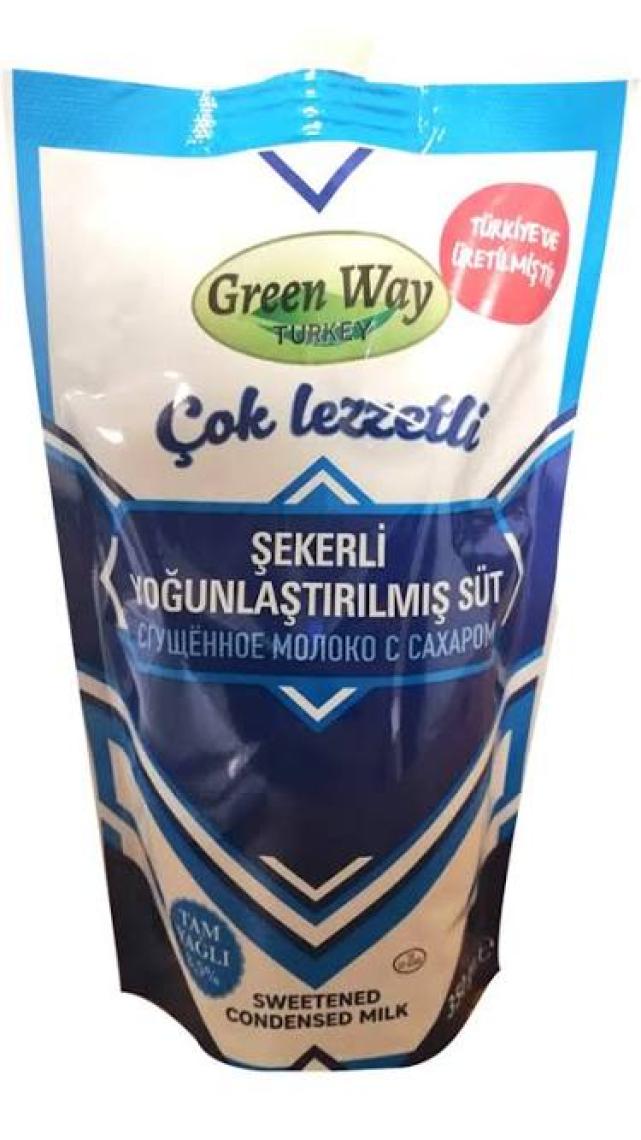 TÜRKİYE'DE
ÜRETİLMİŞTİR
Green Way
TURKEY
Çok lezzetli
ŞEKERLİ
YOĞUNLAŞTIRILMIŞ SÜT
СГУЩЁННОЕ МОЛОКО С САХАРОМ
TAM
YAĞLI
SWEETENED
CONDENSED MILK